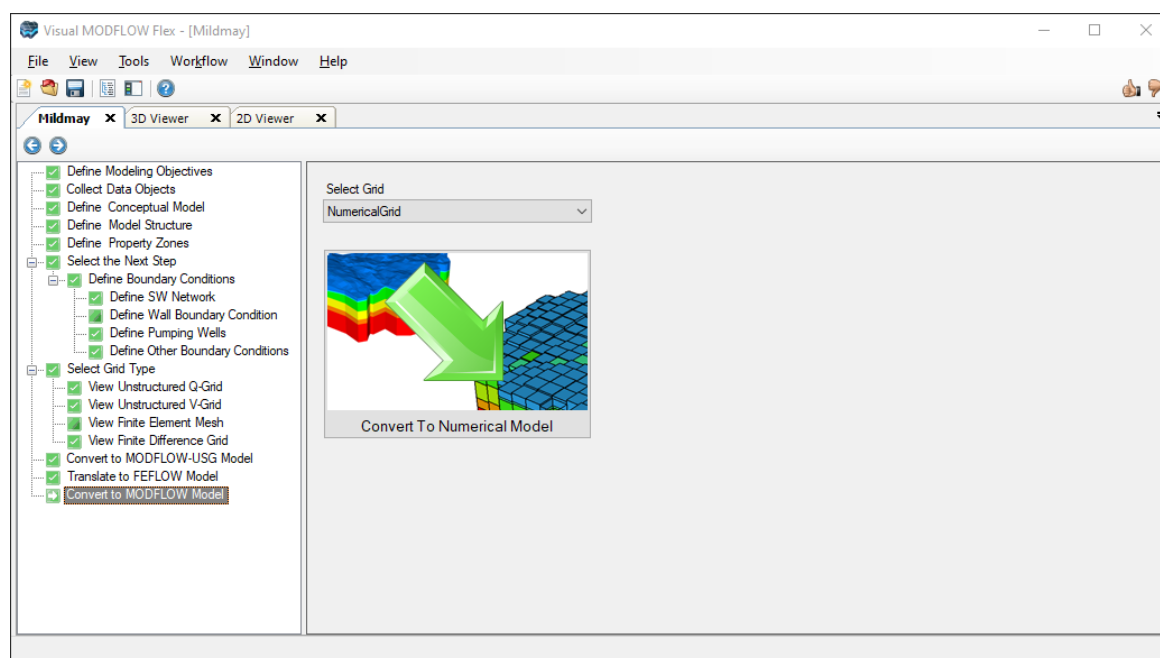 Visual MODFLOW Flex - [Mildmay]
File View Tools Workflow Window Help
Mildmay X 3D Viewer X 2D Viewer X
Define Modeling Objectives
Collect Data Objects
Define Conceptual Model
Define Model Structure
Define Property Zones
Select the Next Step
Define Boundary Conditions
Define SW Network
Define Wall Boundary Condition
Define Pumping Wells
Define Other Boundary Conditions
Select Grid Type
View Unstructured Q-Grid
View Unstructured V-Grid
View Finite Element Mesh
View Finite Difference Grid
Convert to MODFLOW-USG Model
Translate to FEFLOW Model
Convert to MODFLOW Model
Select Grid
NumericalGrid
Convert To Numerical Model